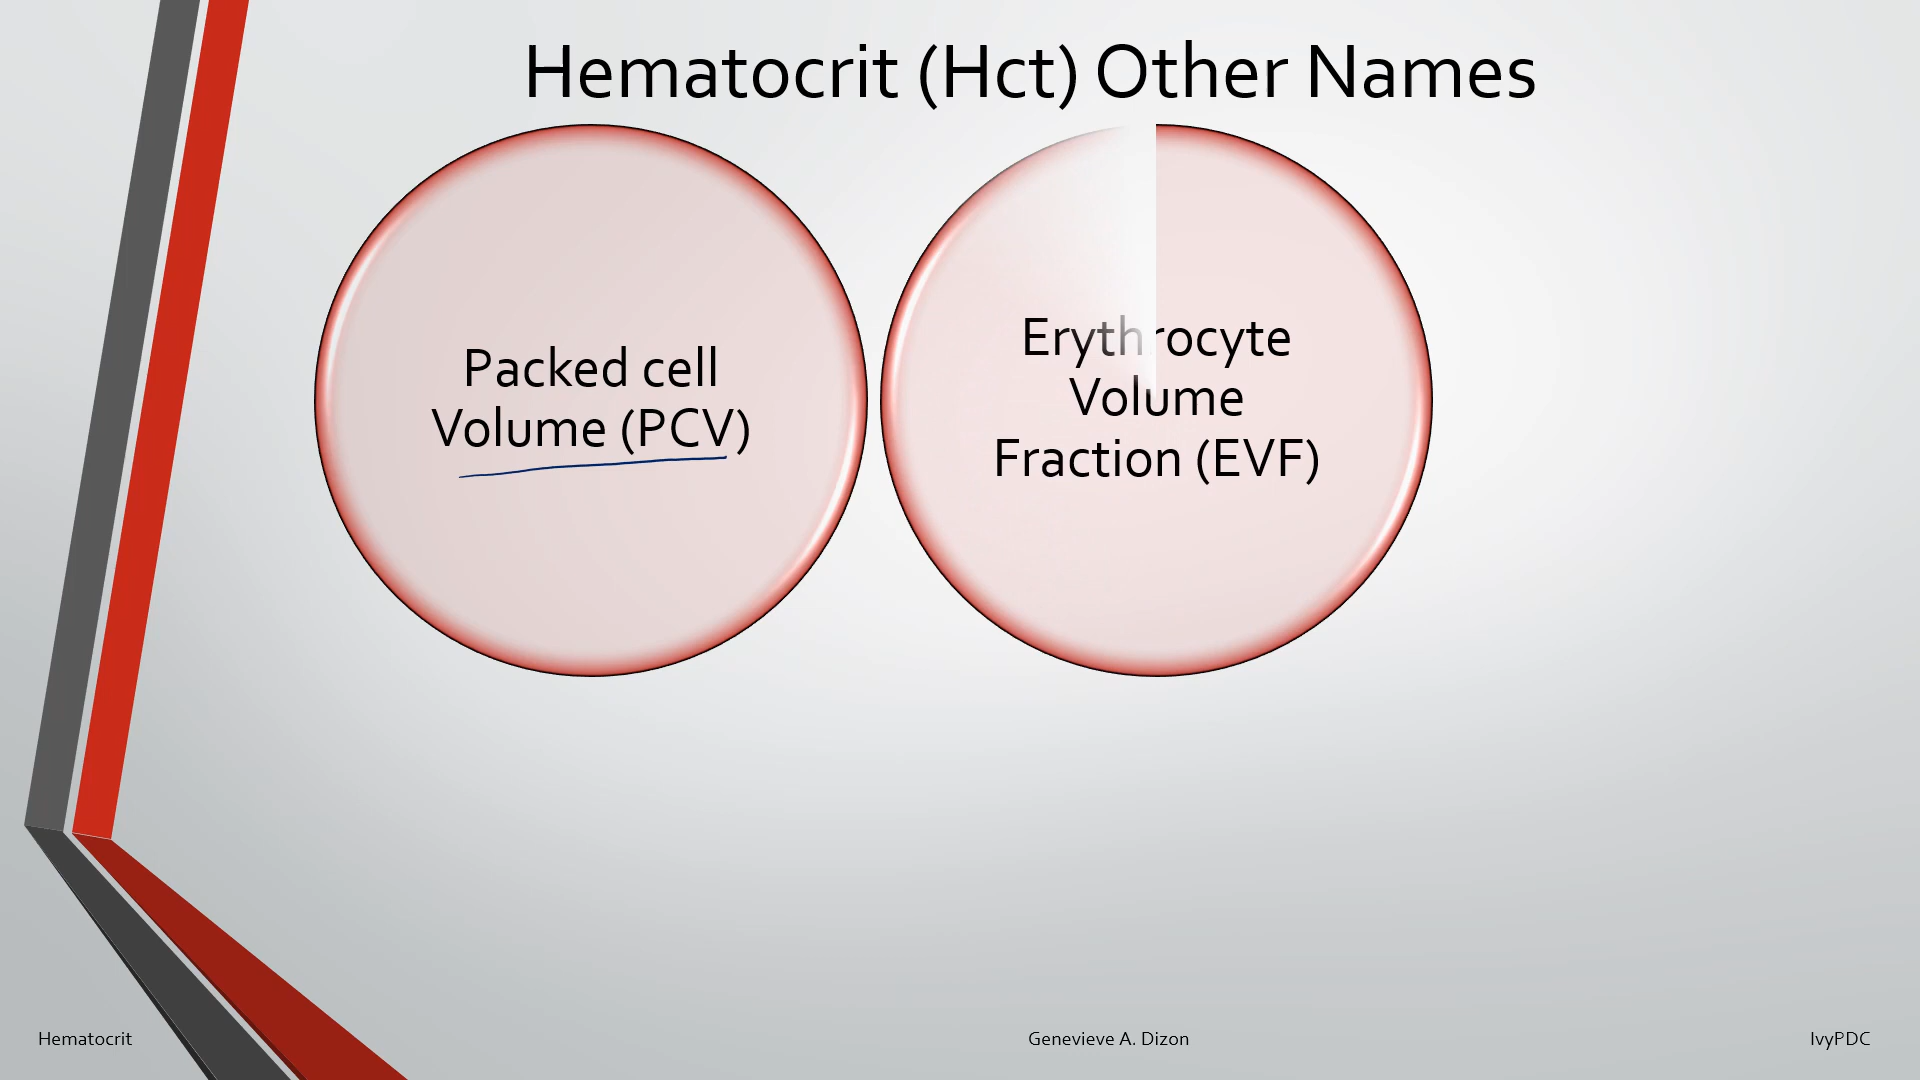 Hematocrit (Hct) Other Names
Packed cell
Volume (PCV)
Erythrocyte
Volume
Fraction (EVF)
Hematocrit
Genevieve A. Dizon
IvyPDC